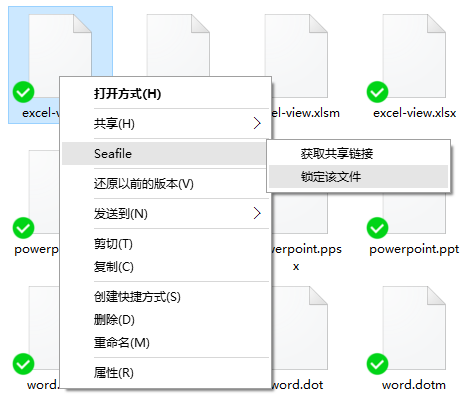 excel-v
el-view.xlsm
excel-view.xlsx
打开方式(H)
共享(H)
Seafile
获取共享链接
锁定该文件
还原以前的版本(V)
发送到(N)
powerp
erpoint.pps
x
powerpoint.ppt
剪切(T)
复制(C)
创建快捷方式(S)
删除(D)
重命名(M)
属性(R)
word.
rd.dot
word.dotm